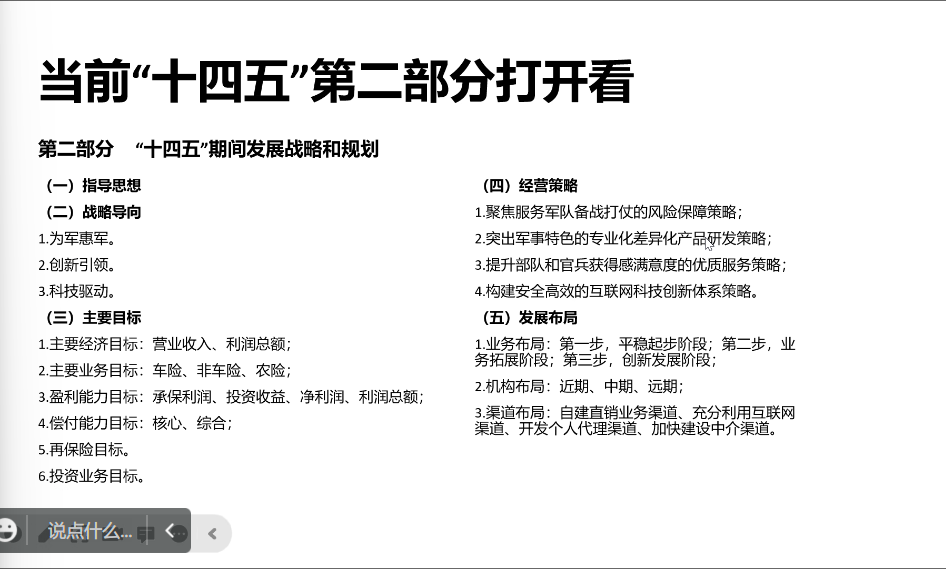 当前“十四五”第二部分打开看
第二部分 “十四五”期间发展战略和规划
（一）指导思想
（二）战略导向
1.为军惠军。
2.创新引领。
3.科技驱动。
（三）主要目标
1.主要经济目标：营业收入、利润总额；
2.主要业务目标：车险、非车险、农险；
3.盈利能力目标：承保利润、投资收益、净利润、利润总额；
4.偿付能力目标：核心、综合；
5.再保险目标。
6.投资业务目标。
（四）经营策略
1.聚焦服务军队备战打仗的风险保障策略；
2.突出军事特色的专业化差异化产品研发策略；
3.提升部队和官兵获得感满意度的优质服务策略；
4.构建安全高效的互联网科技创新体系策略。
（五）发展布局
1.业务布局：第一步，平稳起步阶段；第二步，业
务拓展阶段；第三步，创新发展阶段；
2.机构布局：近期、中期、远期；
3.渠道布局：自建直销业务渠道、充分利用互联网
渠道、开发个人代理渠道、加快建设中介渠道。
说点什么...